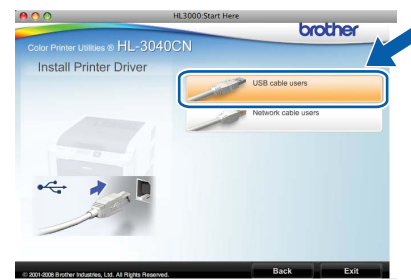 HL3000:Start Here
brother
Color Printer Utilities ® HL-3040CN
Install Printer Driver
USB cable users
Network cable users
© 2001-2008 Brother Industries, Ltd. All Rights Reserved.
Back
Exit